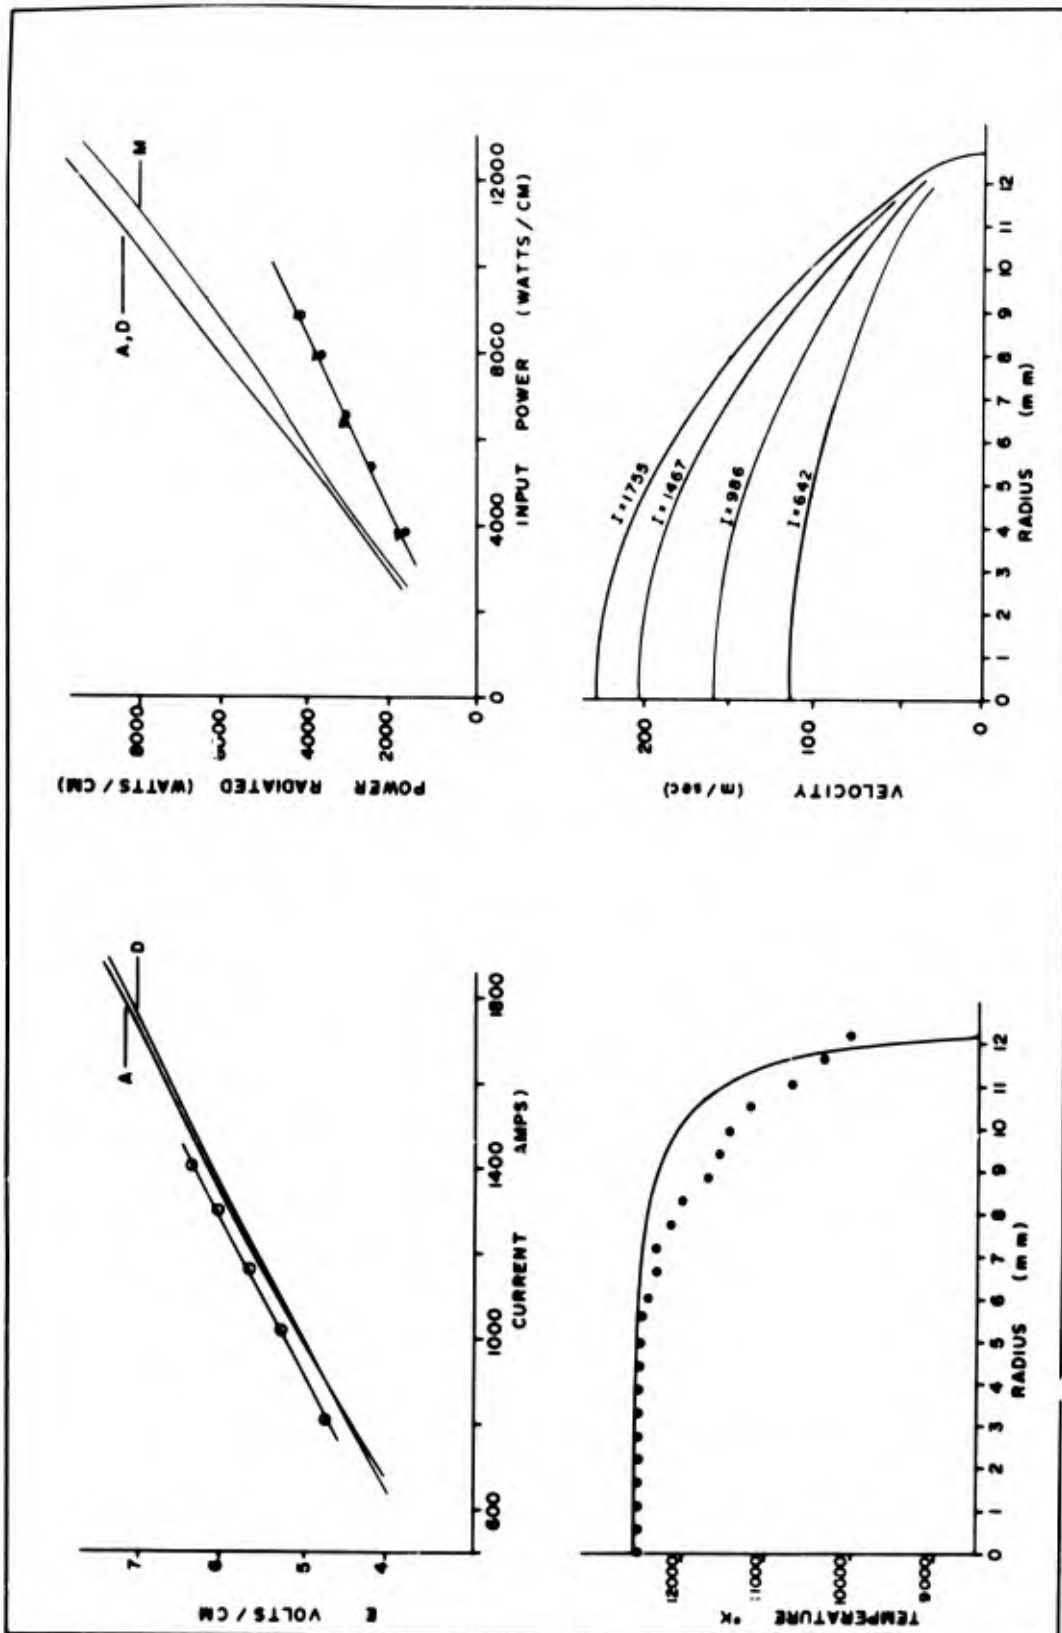 E VOLTS / CM
7
6
5
4
A
D
600
1000
1400
1800
CURRENT AMPS)
POWER RADIATED (WATTS / CM)
8000
6000
4000
2000
0
A,D
M
0
4000
8000
12000
INPUT POWER (WATTS / CM)
TEMPERATURE °K
12000
11000
10000
9000
0 1 2 3 4 5 6 7 8 9 10 11 12
RADIUS (mm)
VELOCITY (m/sec)
200
100
0
I=1755
I=1467
I=986
I=642
0 1 2 3 4 5 6 7 8 9 10 11 12
RADIUS (mm)